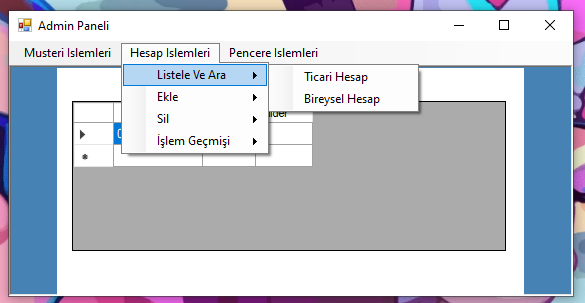 Admin Paneli
Musteri Islemleri Hesap Islemleri Pencere Islemleri
Listele Ve Ara
Ekle
Sil
İşlem Geçmişi
Ticari Hesap
Bireysel Hesap